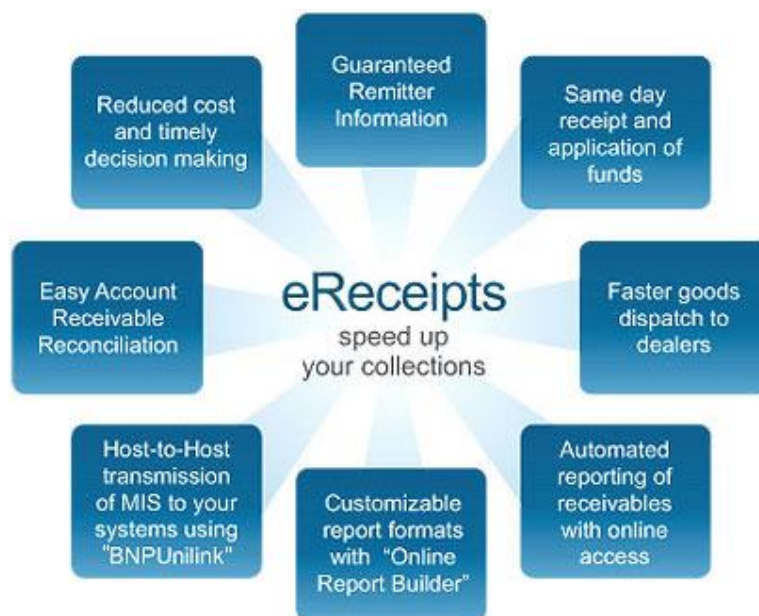 Guaranteed
Remitter
Information
Reduced cost
and timely
decision making
Same day
receipt and
application of
funds
Easy Account
Receivable
Reconciliation
eReceipts
speed up
your collections
Faster goods
dispatch to
dealers
Host-to-Host
transmission
of MIS to your
systems using
"BNPUnilink"
Customizable
report formats
with “Online
Report Builder”
Automated
reporting of
receivables
with online
access